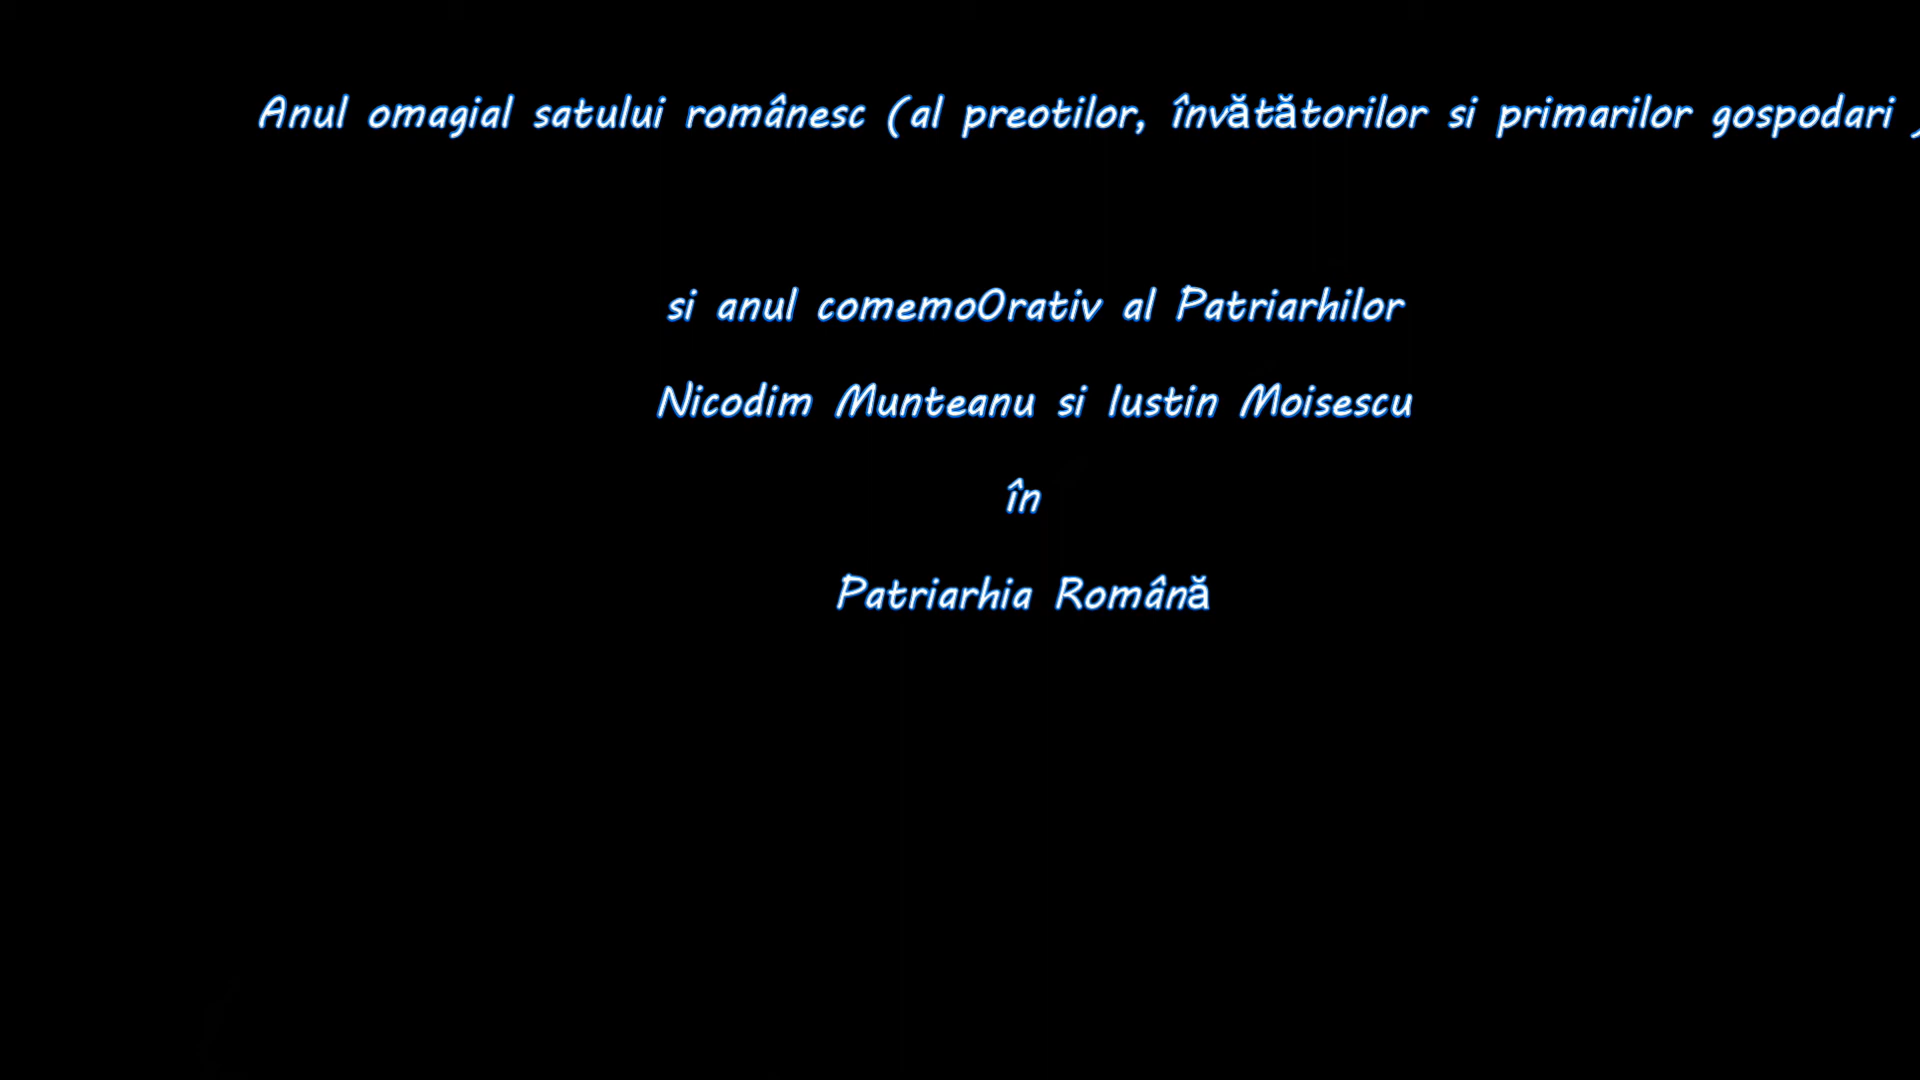 Anul omagial satului românesc (al preotilor, învătătorilor si primarilor gospodari )
si anul comemoOrativ al Patriarhilor
Nicodim Munteanu si Iustin Moisescu
în
Patriarhia Română